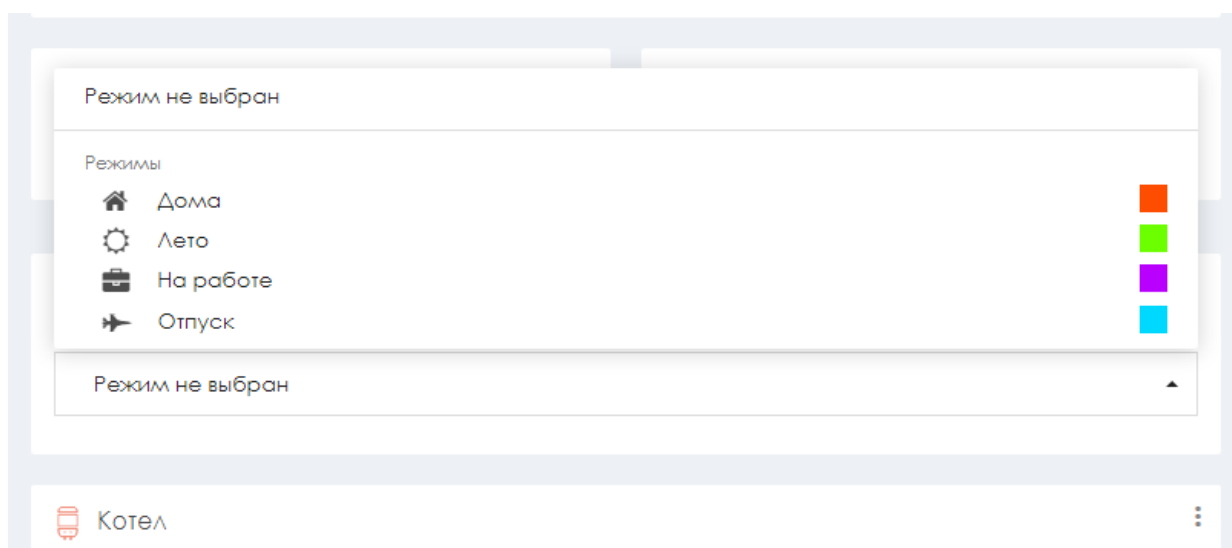 Режим не выбран
Режимы
Дома
Лето
На работе
Отпуск
Режим не выбран
Котел